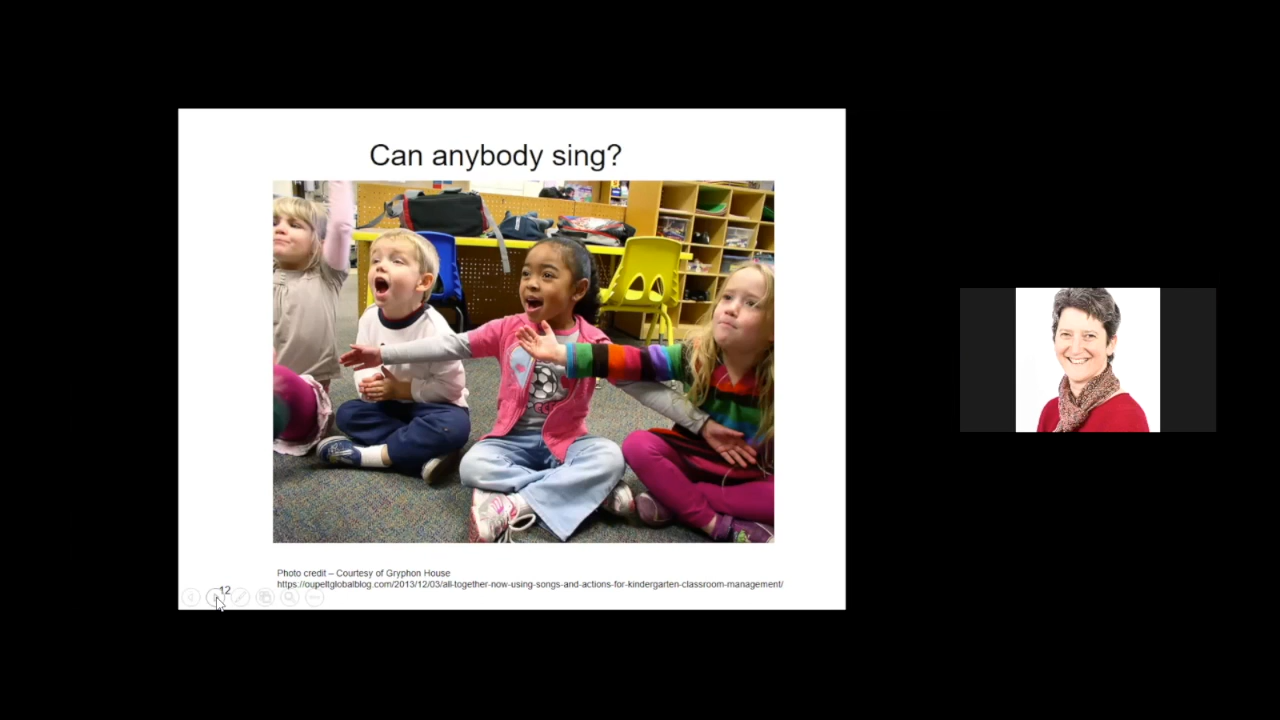 Can anybody sing?
Photo credit – Courtesy of Gryphon House
https://oupeltglobalblog.com/2013/12/03/all-together-now-using-songs-and-actions-for-kindergarten-classroom-management/
12